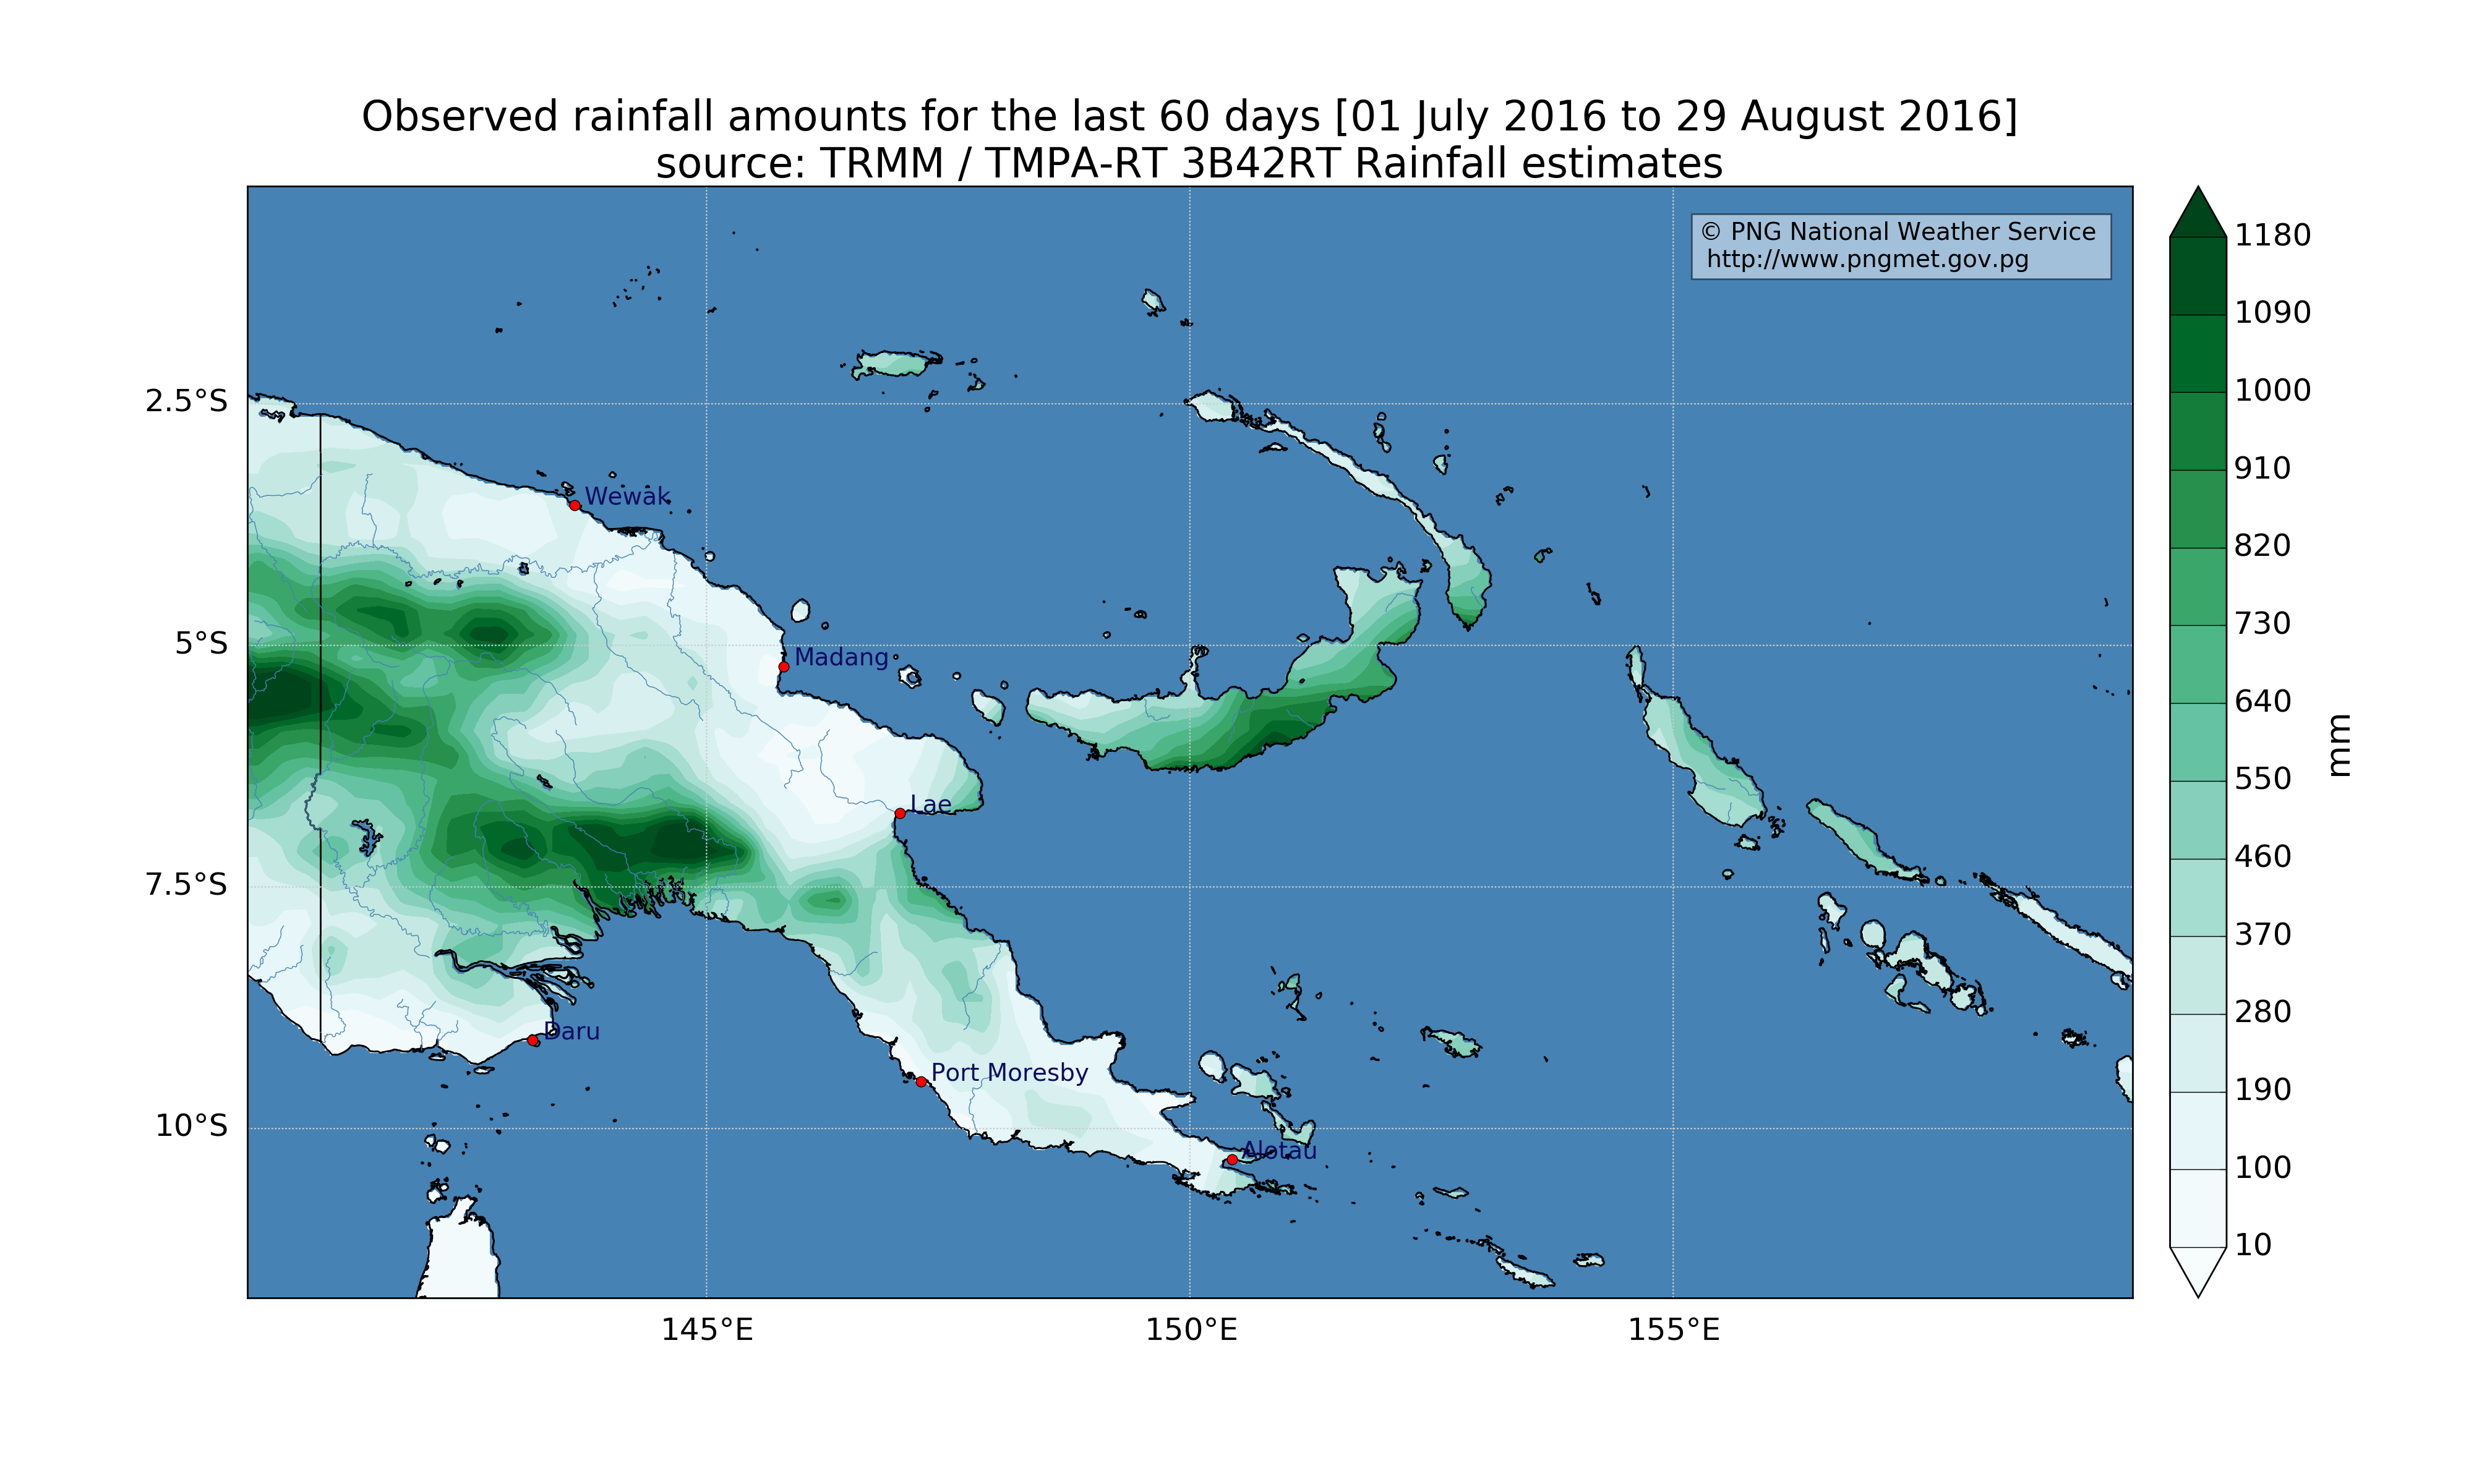 Observed rainfall amounts for the last 60 days [01 July 2016 to 29 August 2016]
source: TRMM / TMPA-RT 3B42RT Rainfall estimates
© PNG National Weather Service
http://www.pngmet.gov.pg
1180
1090
1000
910
820
730
640
550
460
370
280
190
100
10
mm
2.5°S
5°S
7.5°S
10°S
Wewak
Madang
Lae
Daru
Port Moresby
Alotau
145°E
150°E
155°E